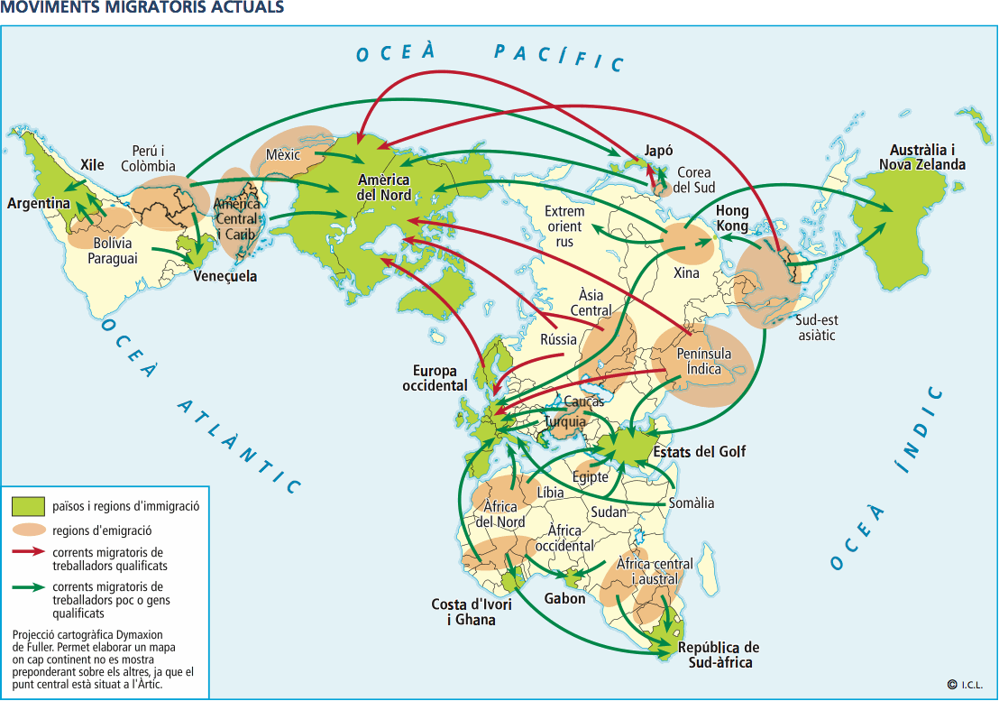 MOVIMENTS MIGRATORIS ACTUALS
OCEÀ PACÍFIC
Perú i
Colòmbia
Mèxic
Xile
Argentina
Amèrica
del Nord
Japó
Corea
del Sud
Austràlia i
Nova Zelanda
Amèrica
Central
i Carib
Extrem
orient
rus
Hong
Kong
Bolívia
Paraguai
Veneçuela
Xina
Àsia
Central
Sud-est
asiàtic
Rússia
Península
Índica
OCEÀ ATLÀNTIC
Europa
occidental
Caucas
Turquia
Estats del Golf
OCEÀ ÍNDIC
Egipte
Líbia
Àfrica
del Nord
Sudan
Somàlia
Àfrica
occidental
Àfrica central
i austral
Costa d'Ivori
i Ghana
Gabon
República de
Sud-àfrica
països i regions d'immigració
regions d'emigració
corrents migratoris de
treballadors qualificats
corrents migratoris de
treballadors poc o gens
qualificats
Projecció cartogràfica Dymaxion
de Fuller. Permet elaborar un mapa
on cap continent no es mostra
preponderant sobre els altres, ja que el
punt central està situat a l'Àrtic.
© I.C.L.